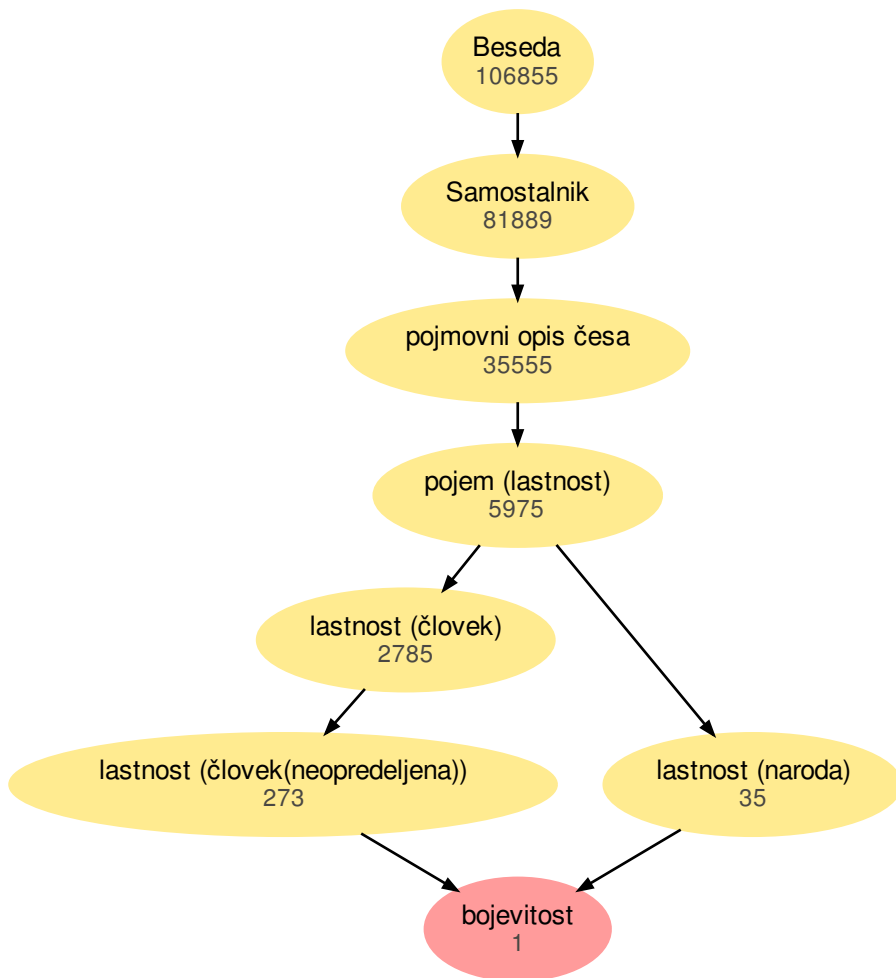 Beseda
106855
Samostalnik
81889
pojmovni opis česa
35555
pojem (lastnost)
5975
lastnost (človek)
2785
lastnost (človek(neopredeljena))
273
lastnost (naroda)
35
bojevitost
1